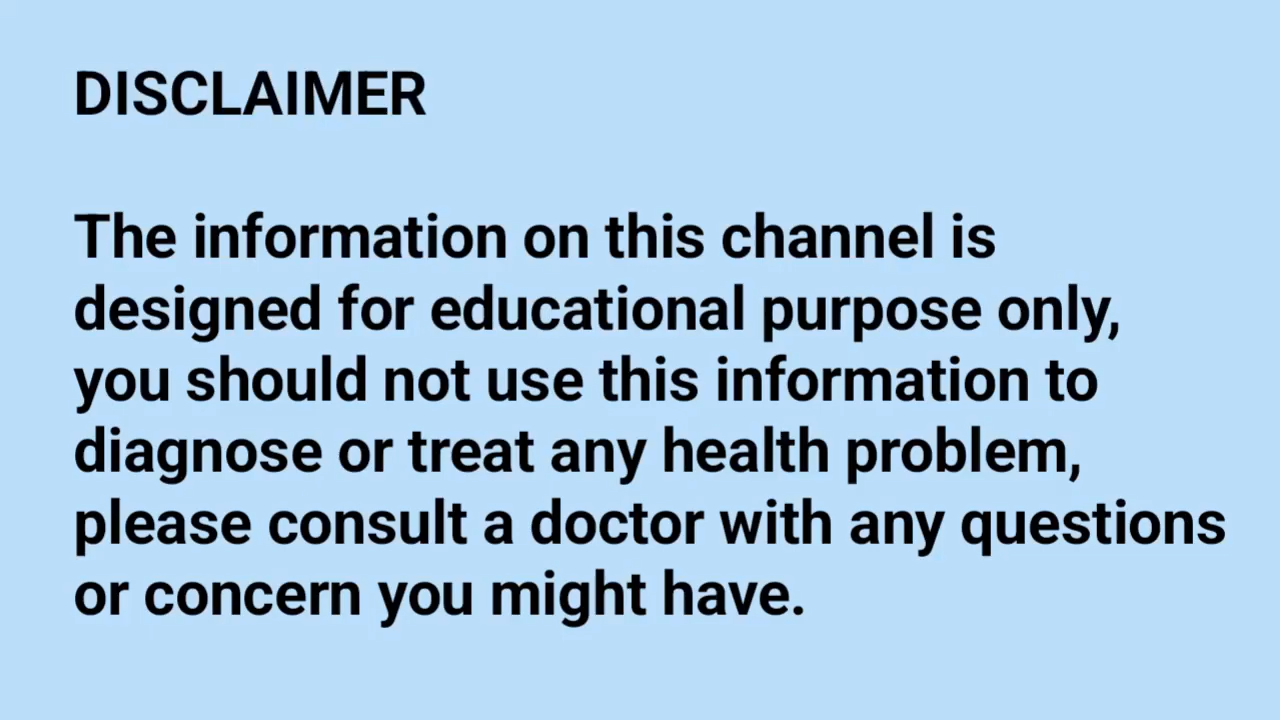 DISCLAIMER
The information on this channel is
designed for educational purpose only,
you should not use this information to
diagnose or treat any health problem,
please consult a doctor with any questions
or concern you might have.